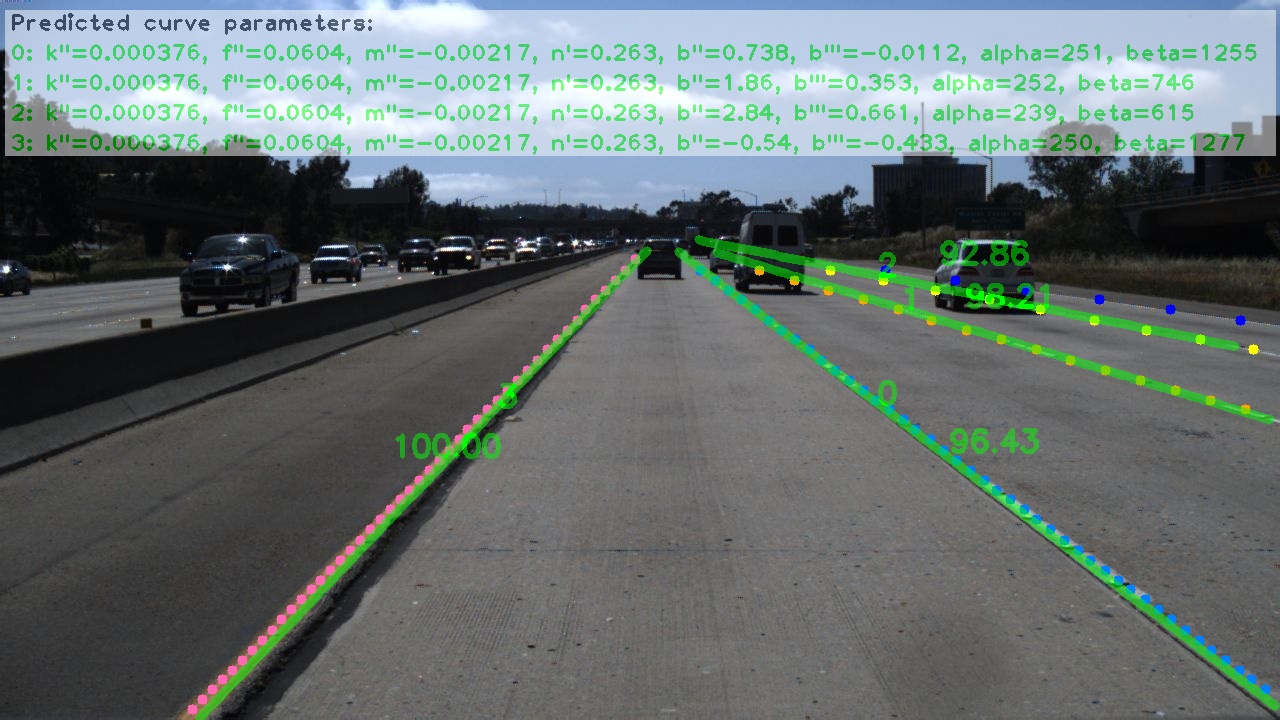 Predicted curve parameters:
0: k''=0.000376, f''=0.0604, m''=-0.00217, n'=0.263, b''=0.738, b'''=-0.0112, alpha=251, beta=1255
1: k''=0.000376, f''=0.0604, m''=-0.00217, n'=0.263, b''=1.86, b'''=0.353, alpha=252, beta=746
2: k''=0.000376, f''=0.0604, m''=-0.00217, n'=0.263, b''=2.84, b'''=0.661, alpha=239, beta=615
3: k''=0.000376, f''=0.0604, m''=-0.00217, n'=0.263, b''=-0.54, b'''=-0.433, alpha=250, beta=1277
2 92.86
1 98.21
3
0
100.00
96.43